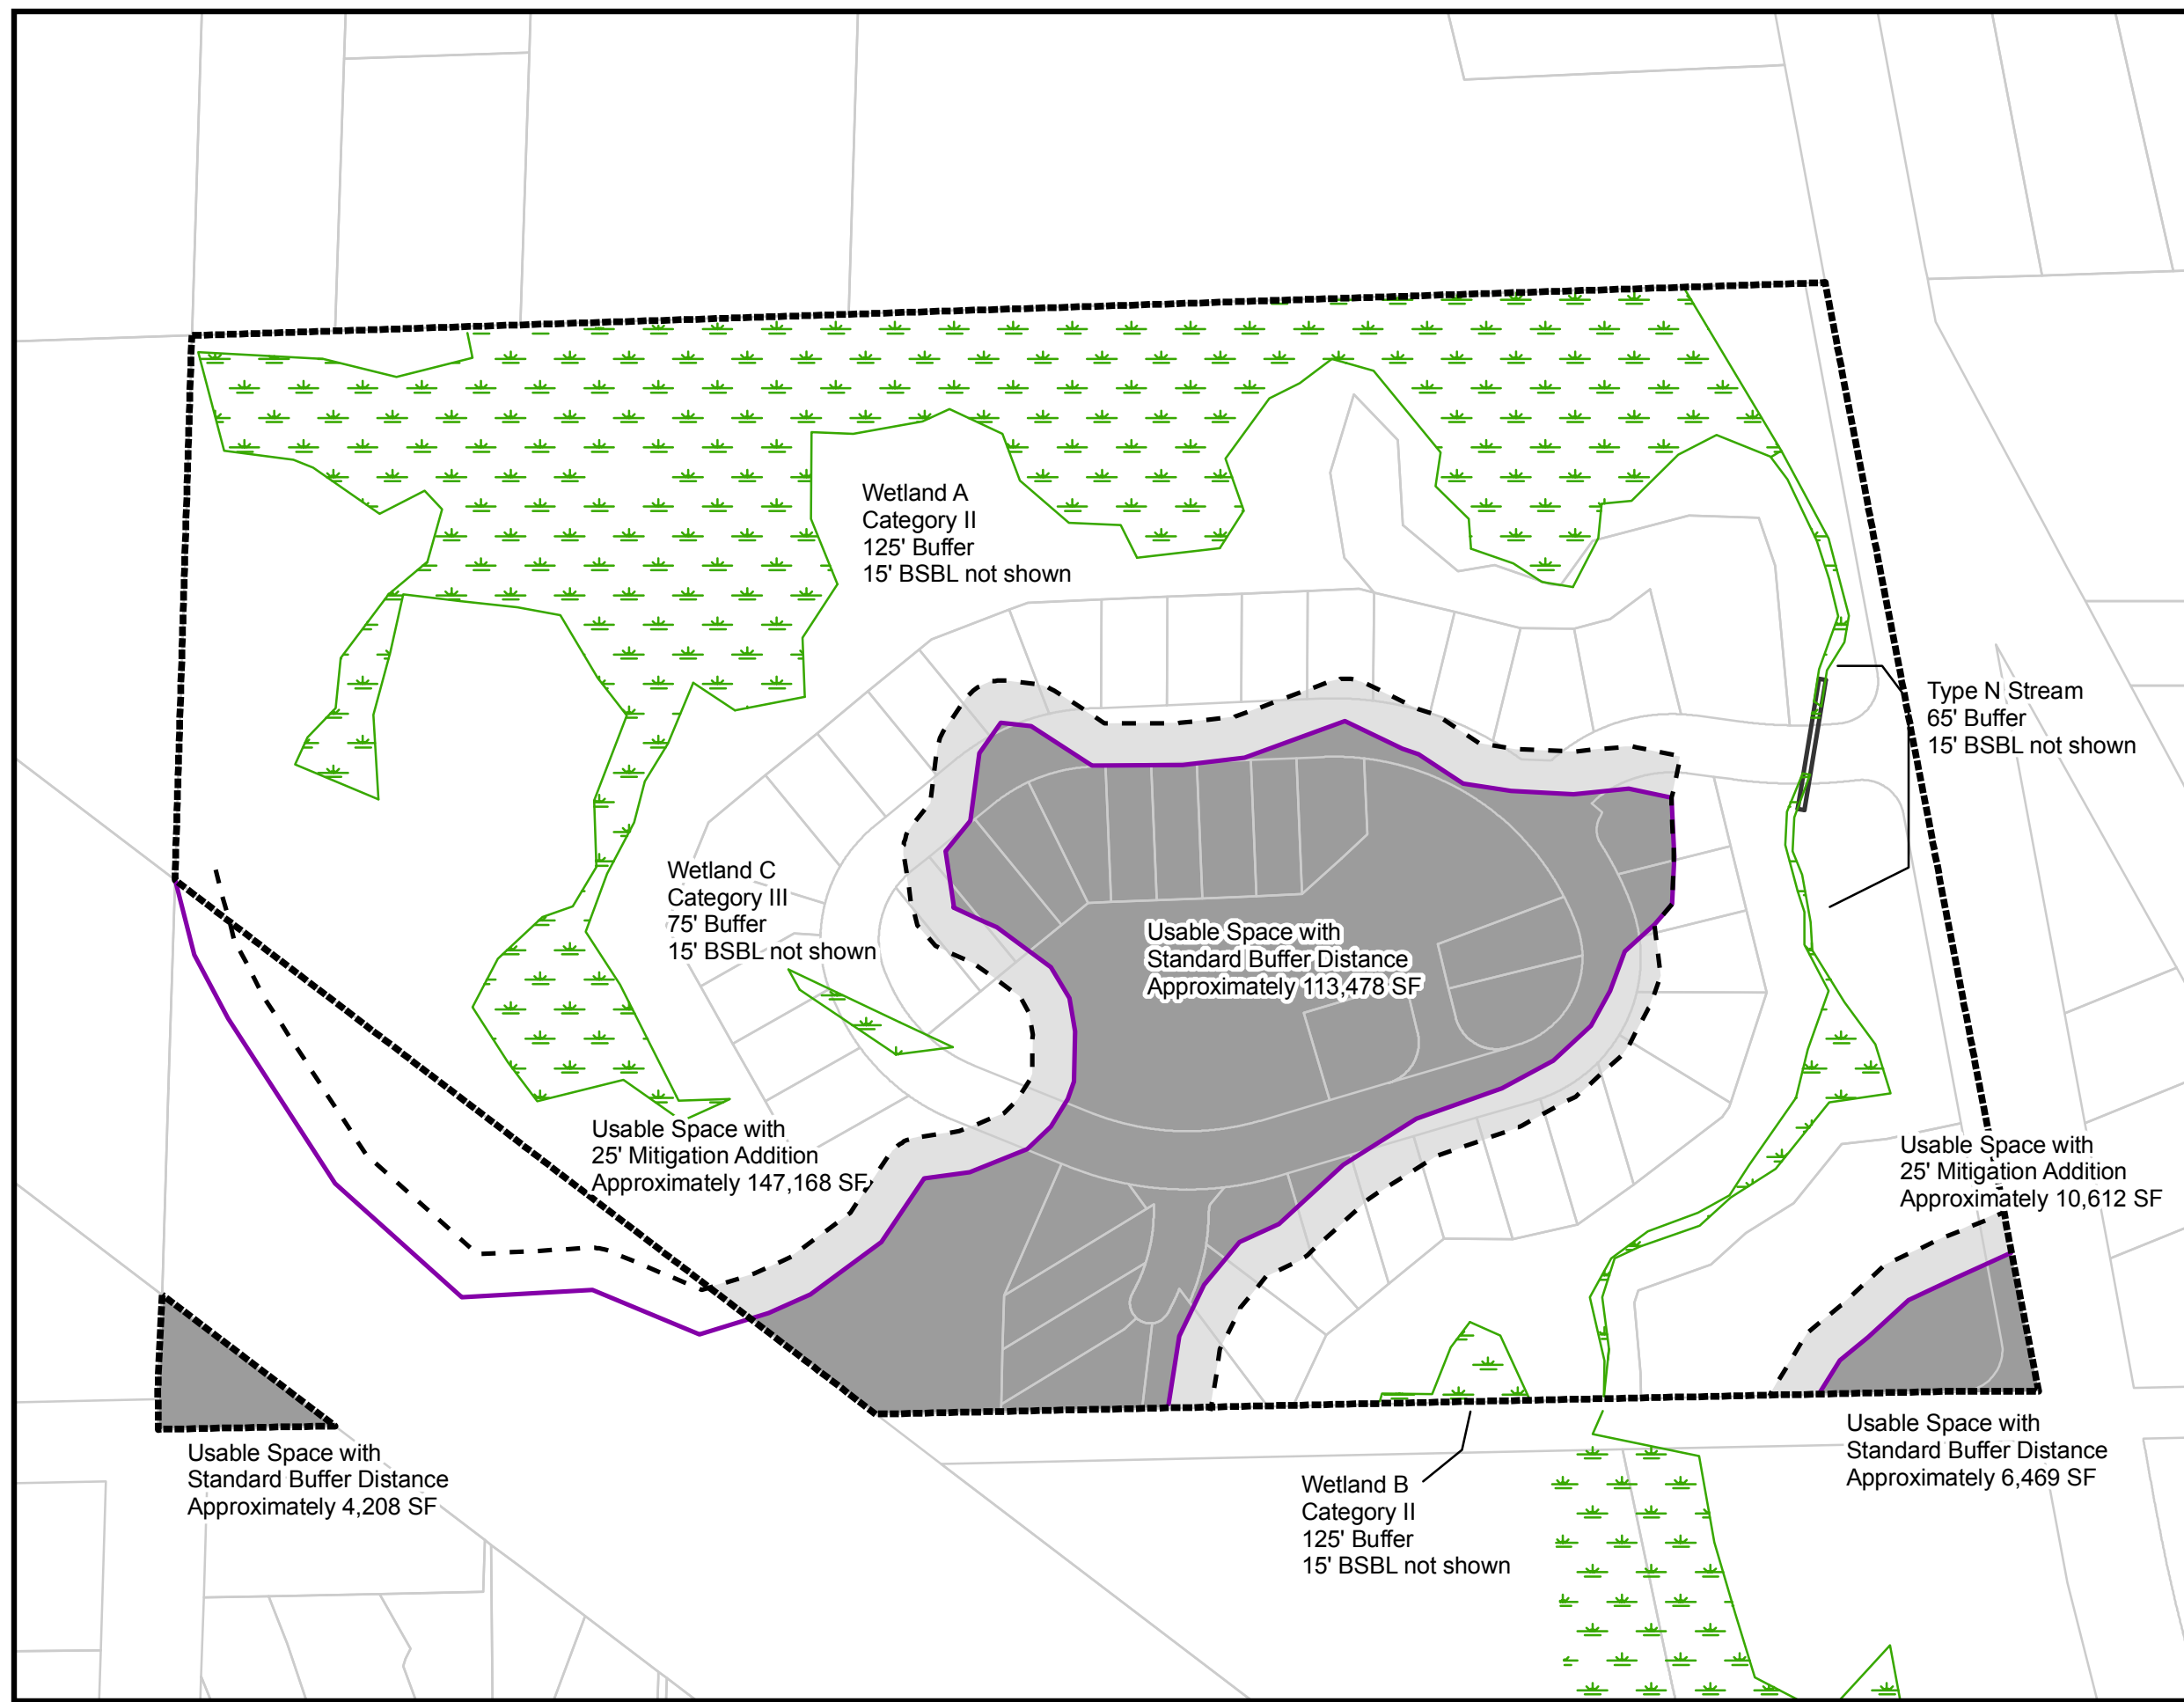 Wetland A
Category II
125' Buffer
15' BSBL not shown
Type N Stream
65' Buffer
15' BSBL not shown
Wetland C
Category III
75' Buffer
15' BSBL not shown
Usable Space with
Standard Buffer Distance
Approximately 113,478 SF
Usable Space with
25' Mitigation Addition
Approximately 147,168 SF
Usable Space with
25' Mitigation Addition
Approximately 10,612 SF
Usable Space with
Standard Buffer Distance
Approximately 4,208 SF
Wetland B
Category II
125' Buffer
15' BSBL not shown
Usable Space with
Standard Buffer Distance
Approximately 6,469 SF